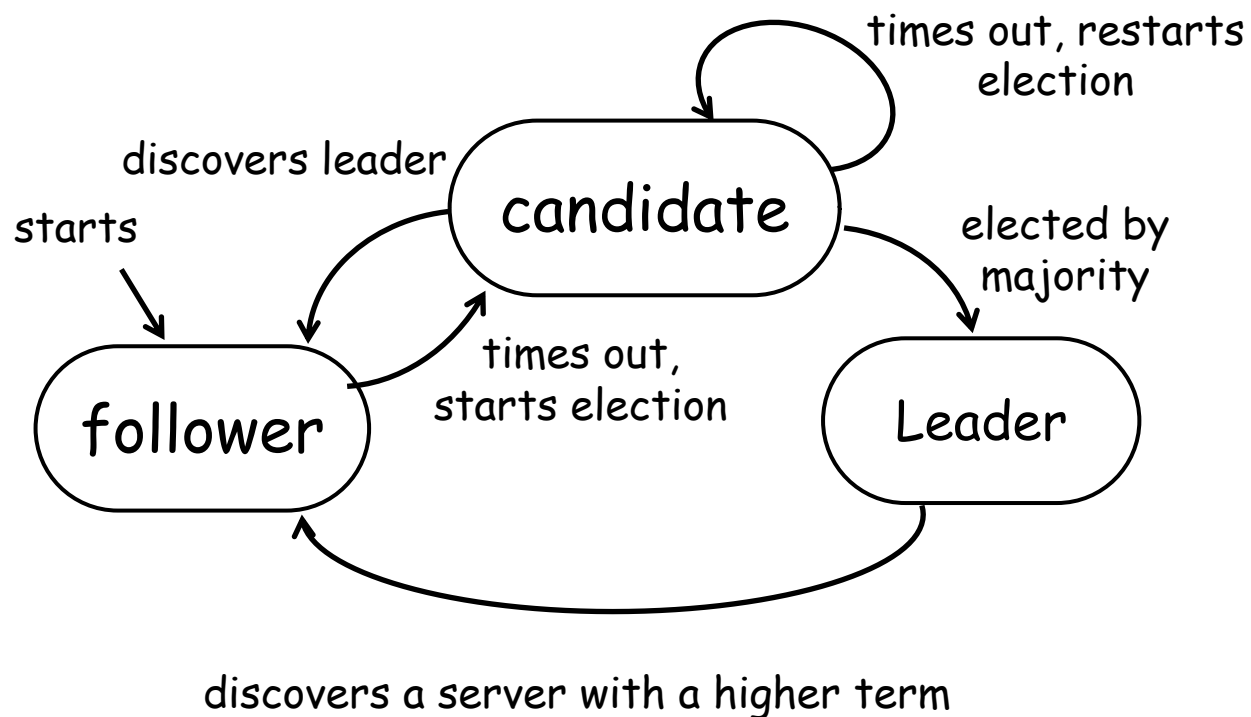 times out, restarts
election
discovers leader
candidate
starts
elected by
majority
times out,
starts election
follower
Leader
discovers a server with a higher term